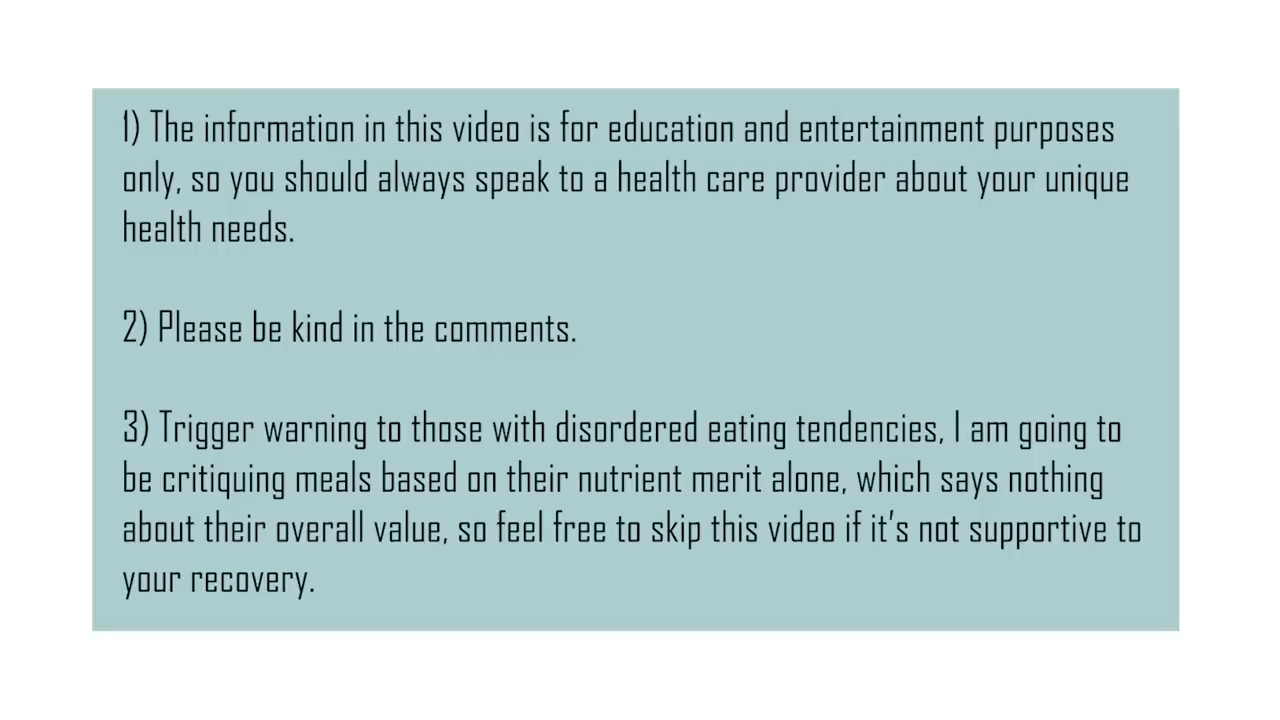 1) The information in this video is for education and entertainment purposes
only, so you should always speak to a health care provider about your unique
health needs.
2) Please be kind in the comments.
3) Trigger warning to those with disordered eating tendencies, I am going to
be critiquing meals based on their nutrient merit alone, which says nothing
about their overall value, so feel free to skip this video if it's not supportive to
your recovery.